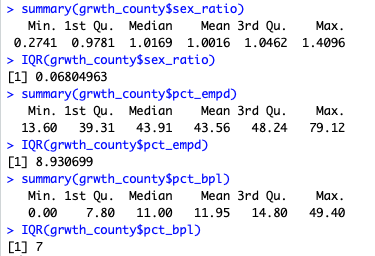 > summary(grwth_county$sex_ratio)
Min. 1st Qu. Median Mean 3rd Qu. Max.
0.2741 0.9781 1.0169 1.0016 1.0462 1.4096
> IQR(grwth_county$sex_ratio)
[1] 0.06804963
> summary(grwth_county$pct_empd)
Min. 1st Qu. Median Mean 3rd Qu. Max.
13.60 39.31 43.91 43.56 48.24 79.12
> IQR(grwth_county$pct_empd)
[1] 8.930699
> summary(grwth_county$pct_bpl)
Min. 1st Qu. Median Mean 3rd Qu. Max.
0.00 7.80 11.00 11.95 14.80 49.40
> IQR(grwth_county$pct_bpl)
[1] 7